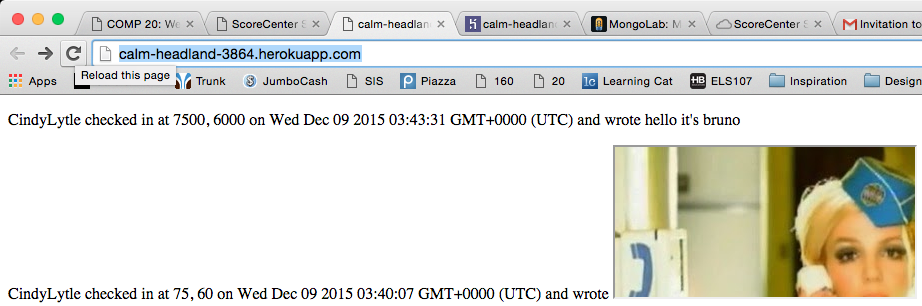 COMP 20: We
ScoreCenter S
calm-headlan
calm-headlan
MongoLab: M
ScoreCenter S
Invitation to
calm-headland-3864.herokuapp.com
Reload this page
Apps
Trunk
JumboCash
SIS
Piazza
160
20
lc Learning Cat
HB ELS107
Inspiration
Design
CindyLytle checked in at 7500, 6000 on Wed Dec 09 2015 03:43:31 GMT+0000 (UTC) and wrote hello it's bruno
CindyLytle checked in at 75, 60 on Wed Dec 09 2015 03:40:07 GMT+0000 (UTC) and wrote